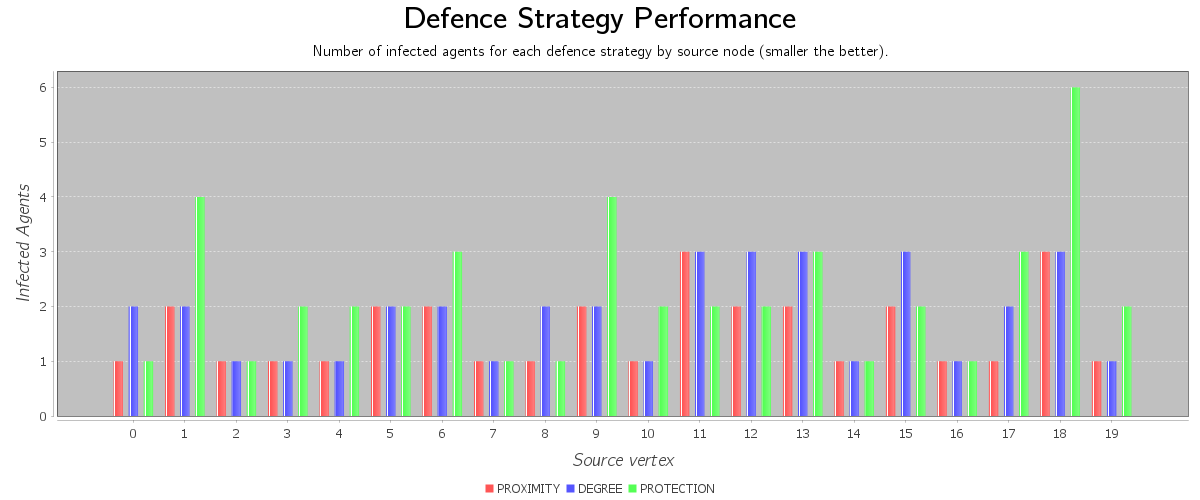 Defence Strategy Performance
Number of infected agents for each defence strategy by source node (smaller the better).
6
5
4
3
2
1
0
Infected Agents
0 1 2 3 4 5 6 7 8 9 10 11 12 13 14 15 16 17 18 19
Source vertex
PROXIMITY DEGREE PROTECTION